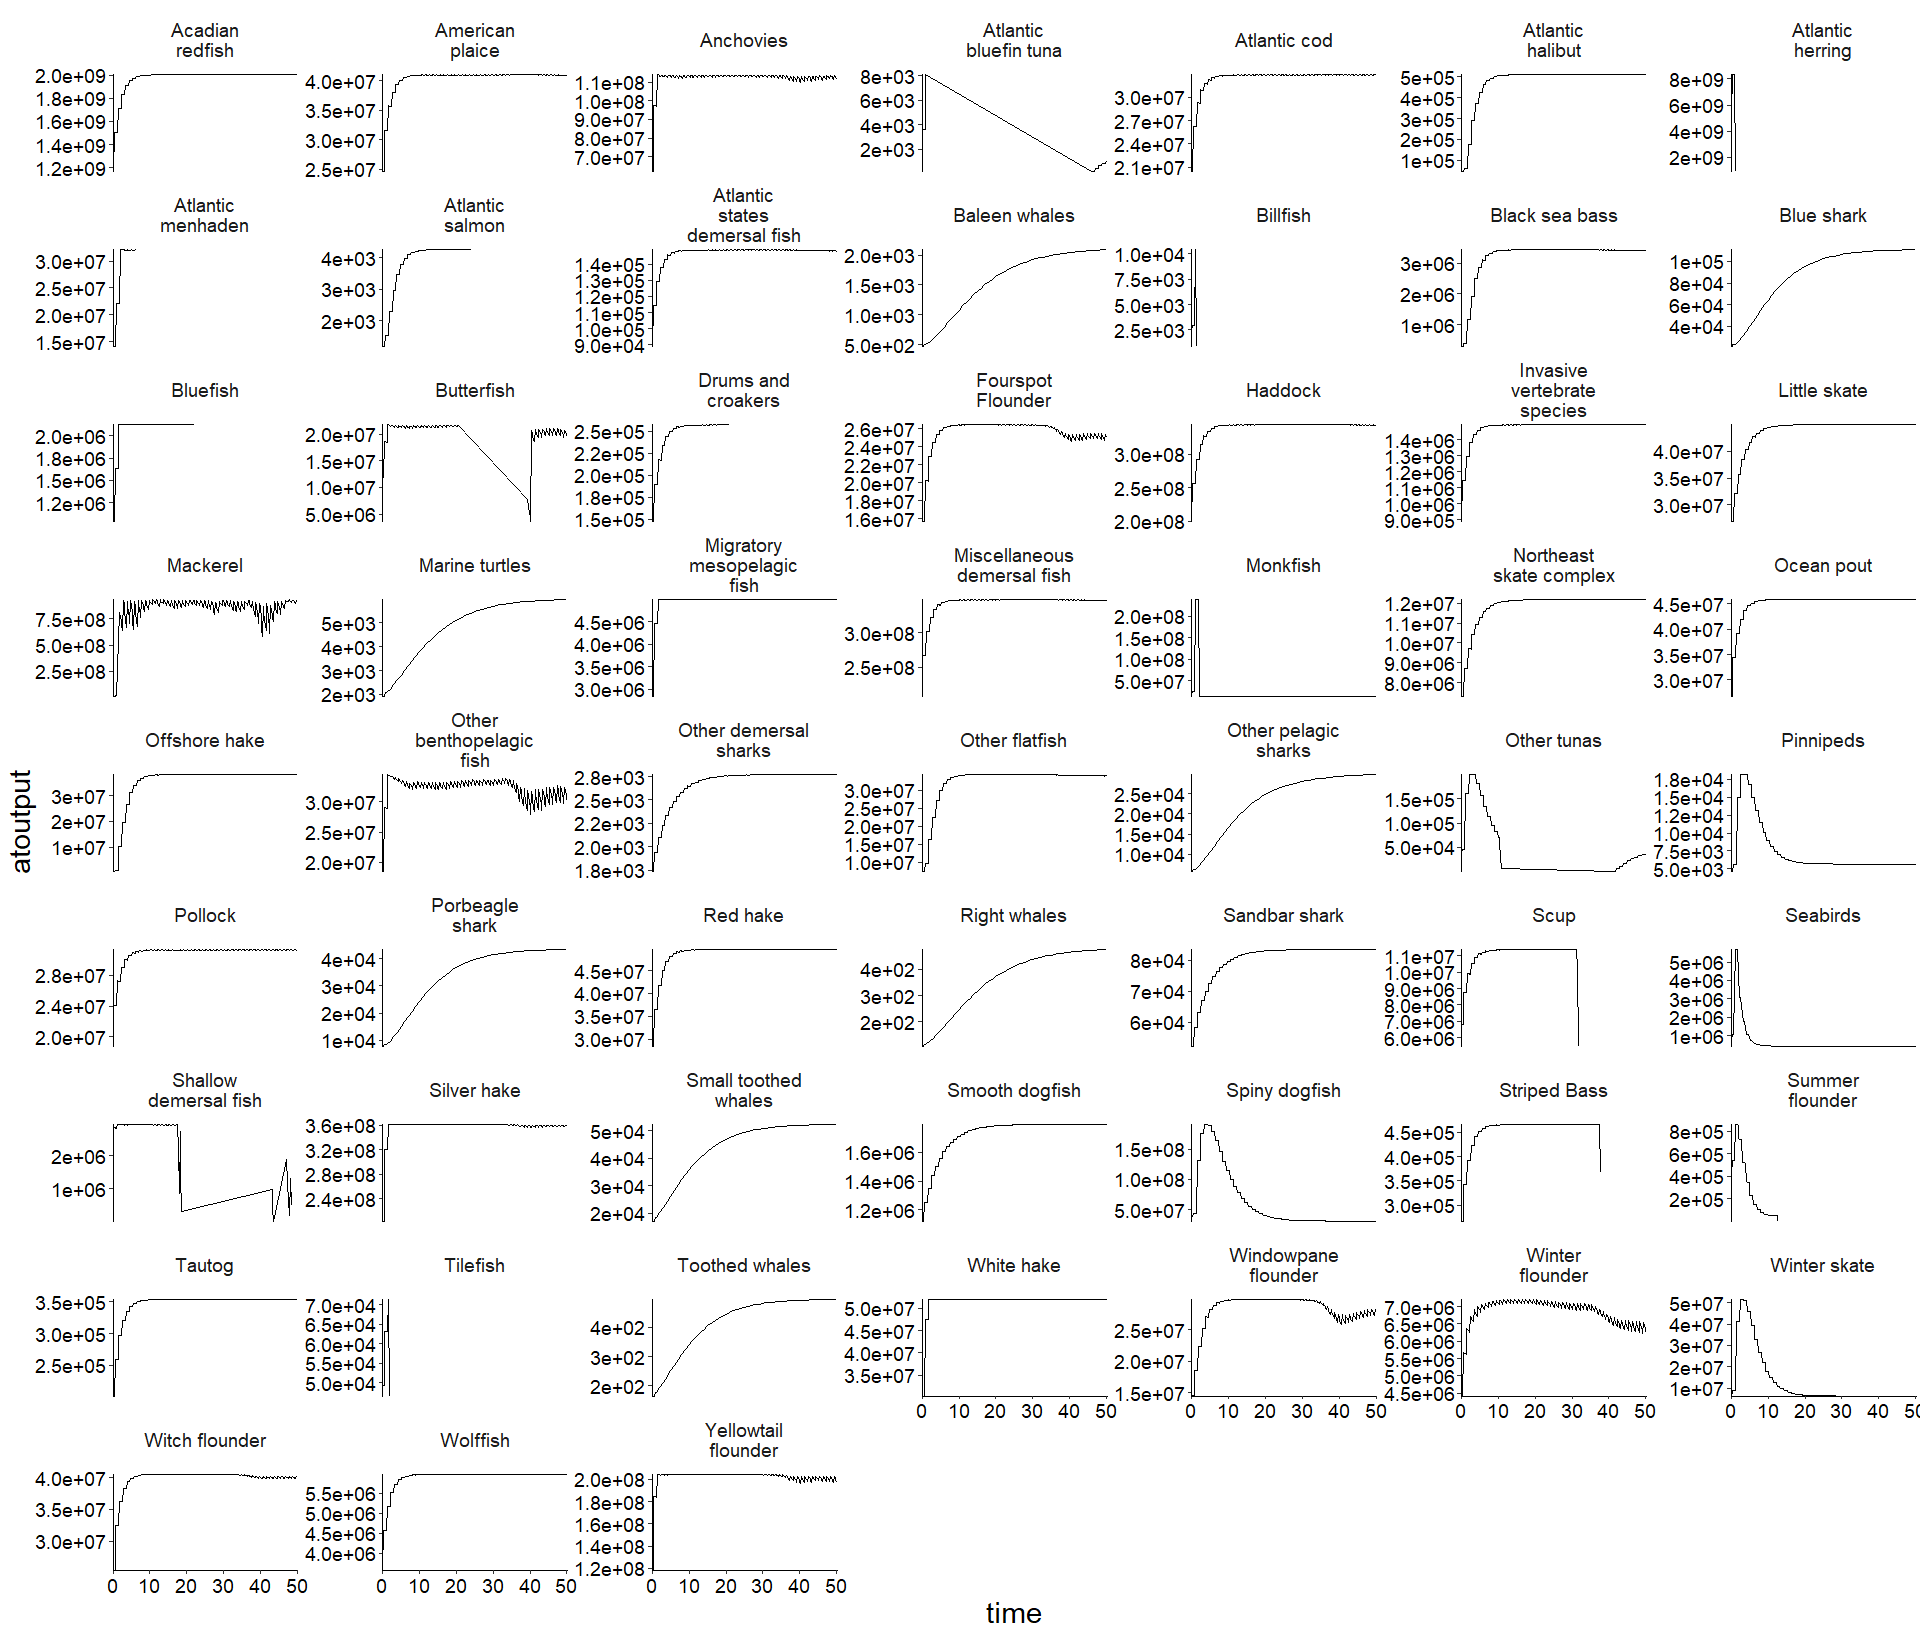 Acadian
redfish
American
plaice
Anchovies
Atlantic
bluefin tuna
Atlantic cod
Atlantic
halibut
Atlantic
herring
2.0e+09
1.8e+09
1.6e+09
1.4e+09
1.2e+09
4.0e+07
3.5e+07
3.0e+07
2.5e+07
1.1e+08
1.0e+08
9.0e+07
8.0e+07
7.0e+07
8e+03
6e+03
4e+03
2e+03
3.0e+07
2.7e+07
2.4e+07
2.1e+07
5e+05
4e+05
3e+05
2e+05
1e+05
8e+09
6e+09
4e+09
2e+09
Atlantic
menhaden
Atlantic
salmon
Atlantic
states
demersal fish
Baleen whales
Billfish
Black sea bass
Blue shark
3.0e+07
2.5e+07
2.0e+07
1.5e+07
4e+03
3e+03
2e+03
1.4e+05
1.3e+05
1.2e+05
1.1e+05
1.0e+05
9.0e+04
2.0e+03
1.5e+03
1.0e+03
5.0e+02
1.0e+04
7.5e+03
5.0e+03
2.5e+03
3e+06
2e+06
1e+06
1e+05
8e+04
6e+04
4e+04
Bluefish
Butterfish
Drums and
croakers
Fourspot
Flounder
Haddock
Invasive
vertebrate
species
Little skate
2.0e+06
1.8e+06
1.5e+06
1.2e+06
2.0e+07
1.5e+07
1.0e+07
5.0e+06
2.5e+05
2.2e+05
2.0e+05
1.8e+05
1.5e+05
2.6e+07
2.4e+07
2.2e+07
2.0e+07
1.8e+07
1.6e+07
3.0e+08
2.5e+08
2.0e+08
1.4e+06
1.3e+06
1.2e+06
1.1e+06
1.0e+06
9.0e+05
4.0e+07
3.5e+07
3.0e+07
Mackerel
Marine turtles
Migratory
mesopelagic
fish
Miscellaneous
demersal fish
Monkfish
Northeast
skate complex
Ocean pout
7.5e+08
5.0e+08
2.5e+08
5e+03
4e+03
3e+03
2e+03
4.5e+06
4.0e+06
3.5e+06
3.0e+06
3.0e+08
2.5e+08
2.0e+08
1.5e+08
1.0e+08
5.0e+07
1.2e+07
1.1e+07
1.0e+07
9.0e+06
8.0e+06
4.5e+07
4.0e+07
3.5e+07
3.0e+07
Offshore hake
Other
benthopelagic
fish
Other demersal
sharks
Other flatfish
Other pelagic
sharks
Other tunas
Pinnipeds
3e+07
2e+07
1e+07
3.0e+07
2.5e+07
2.0e+07
2.8e+03
2.5e+03
2.2e+03
2.0e+03
1.8e+03
3.0e+07
2.5e+07
2.0e+07
1.5e+07
1.0e+07
2.5e+04
2.0e+04
1.5e+04
1.0e+04
1.5e+05
1.0e+05
5.0e+04
1.8e+04
1.5e+04
1.2e+04
1.0e+04
7.5e+03
5.0e+03
atoutput
Pollock
Porbeagle
shark
Red hake
Right whales
Sandbar shark
Scup
Seabirds
2.8e+07
2.4e+07
2.0e+07
4e+04
3e+04
2e+04
1e+04
4.5e+07
4.0e+07
3.5e+07
3.0e+07
4e+02
3e+02
2e+02
8e+04
7e+04
6e+04
1.1e+07
1.0e+07
9.0e+06
8.0e+06
7.0e+06
6.0e+06
5e+06
4e+06
3e+06
2e+06
1e+06
Shallow
demersal fish
Silver hake
Small toothed
whales
Smooth dogfish
Spiny dogfish
Striped Bass
Summer
flounder
2e+06
1e+06
3.6e+08
3.2e+08
2.8e+08
2.4e+08
5e+04
4e+04
3e+04
2e+04
1.6e+06
1.4e+06
1.2e+06
1.5e+08
1.0e+08
5.0e+07
4.5e+05
4.0e+05
3.5e+05
3.0e+05
8e+05
6e+05
4e+05
2e+05
Tautog
Tilefish
Toothed whales
White hake
Windowpane
flounder
Winter
flounder
Winter skate
3.5e+05
3.0e+05
2.5e+05
7.0e+04
6.5e+04
6.0e+04
5.5e+04
5.0e+04
4e+02
3e+02
2e+02
5.0e+07
4.5e+07
4.0e+07
3.5e+07
2.5e+07
2.0e+07
1.5e+07
7.0e+06
6.5e+06
6.0e+06
5.5e+06
5.0e+06
4.5e+06
5e+07
4e+07
3e+07
2e+07
1e+07
0 10 20 30 40 50
0 10 20 30 40 50
0 10 20 30 40 50
0 10 20 30 40 50
Witch flounder
Wolffish
Yellowtail
flounder
4.0e+07
3.5e+07
3.0e+07
5.5e+06
5.0e+06
4.5e+06
4.0e+06
2.0e+08
1.8e+08
1.6e+08
1.4e+08
1.2e+08
0 10 20 30 40 50
0 10 20 30 40 50
0 10 20 30 40 50
time